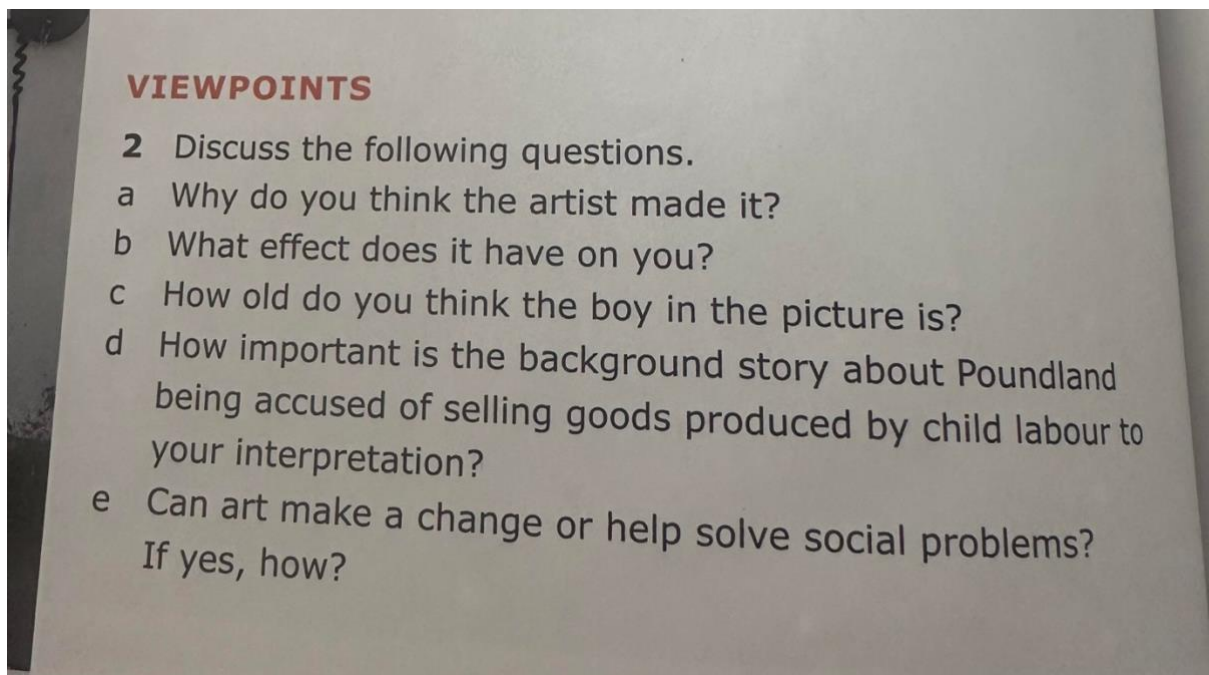 VIEWPOINTS
2 Discuss the following questions.
a Why do you think the artist made it?
b What effect does it have on you?
c How old do you think the boy in the picture is?
d How important is the background story about Poundland
being accused of selling goods produced by child labour to
your interpretation?
e Can art make a change or help solve social problems?
If yes, how?